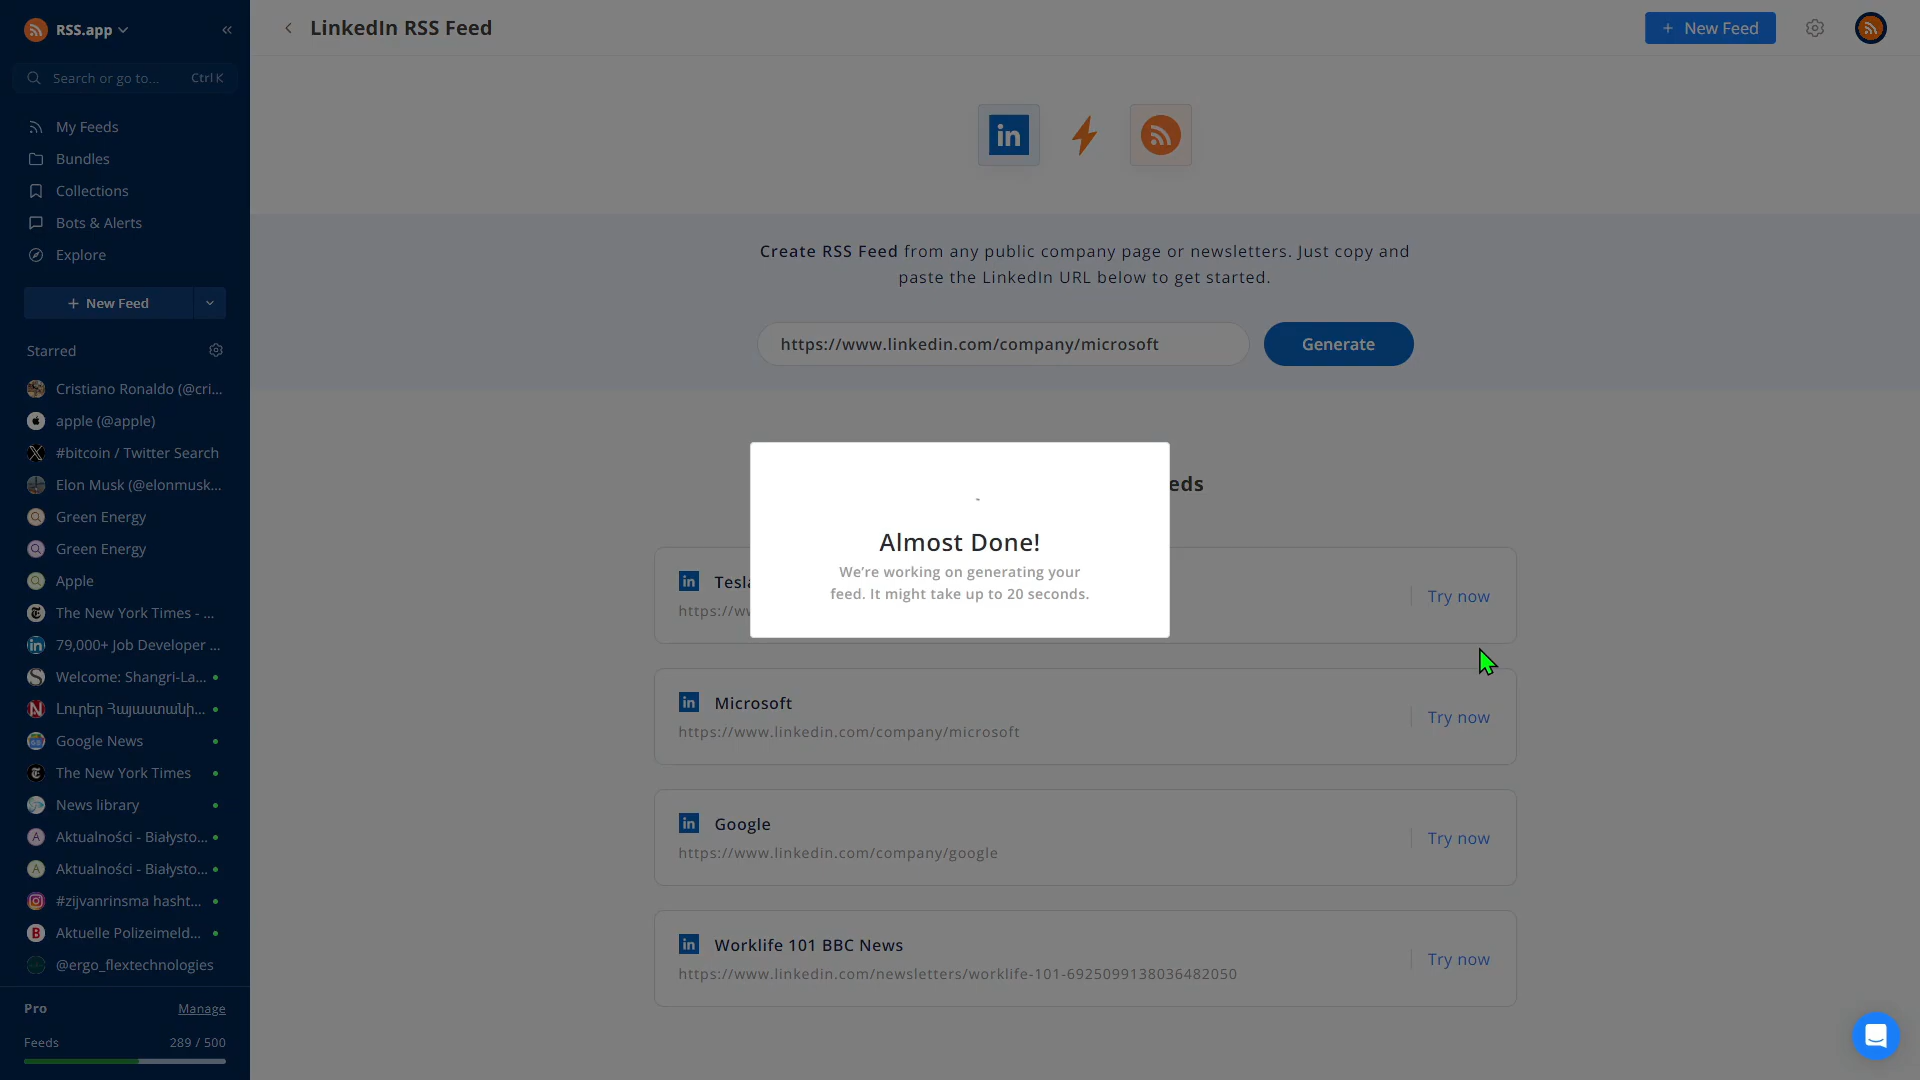 RSS.app
Search or go to... Ctrl K
My Feeds
Bundles
Collections
Bots & Alerts
Explore
+ New Feed
Starred
Cristiano Ronaldo (@cri...
apple (@apple)
#bitcoin / Twitter Search
Elon Musk (@elonmusk...
Green Energy
Green Energy
Apple
The New York Times - ...
79,000+ Job Developer ...
Welcome: Shangri-La...
Լուրեր Հայաստանի...
Google News
The New York Times
News library
Aktualności - Białysto...
Aktualności - Białysto...
#zijvanrinsma hasht...
Aktuelle Polizeimeld...
@ergo_flextechnologies
Pro Manage
Feeds 289 / 500
LinkedIn RSS Feed
+ New Feed
in
Create RSS Feed from any public company page or newsletters. Just copy and
paste the LinkedIn URL below to get started.
https://www.linkedin.com/company/microsoft
Generate
eds
Almost Done!
We're working on generating your
feed. It might take up to 20 seconds.
in Tesla
https://ww
Try now
in Microsoft
https://www.linkedin.com/company/microsoft
Try now
in Google
https://www.linkedin.com/company/google
Try now
in Worklife 101 BBC News
https://www.linkedin.com/newsletters/worklife-101-6925099138036482050
Try now